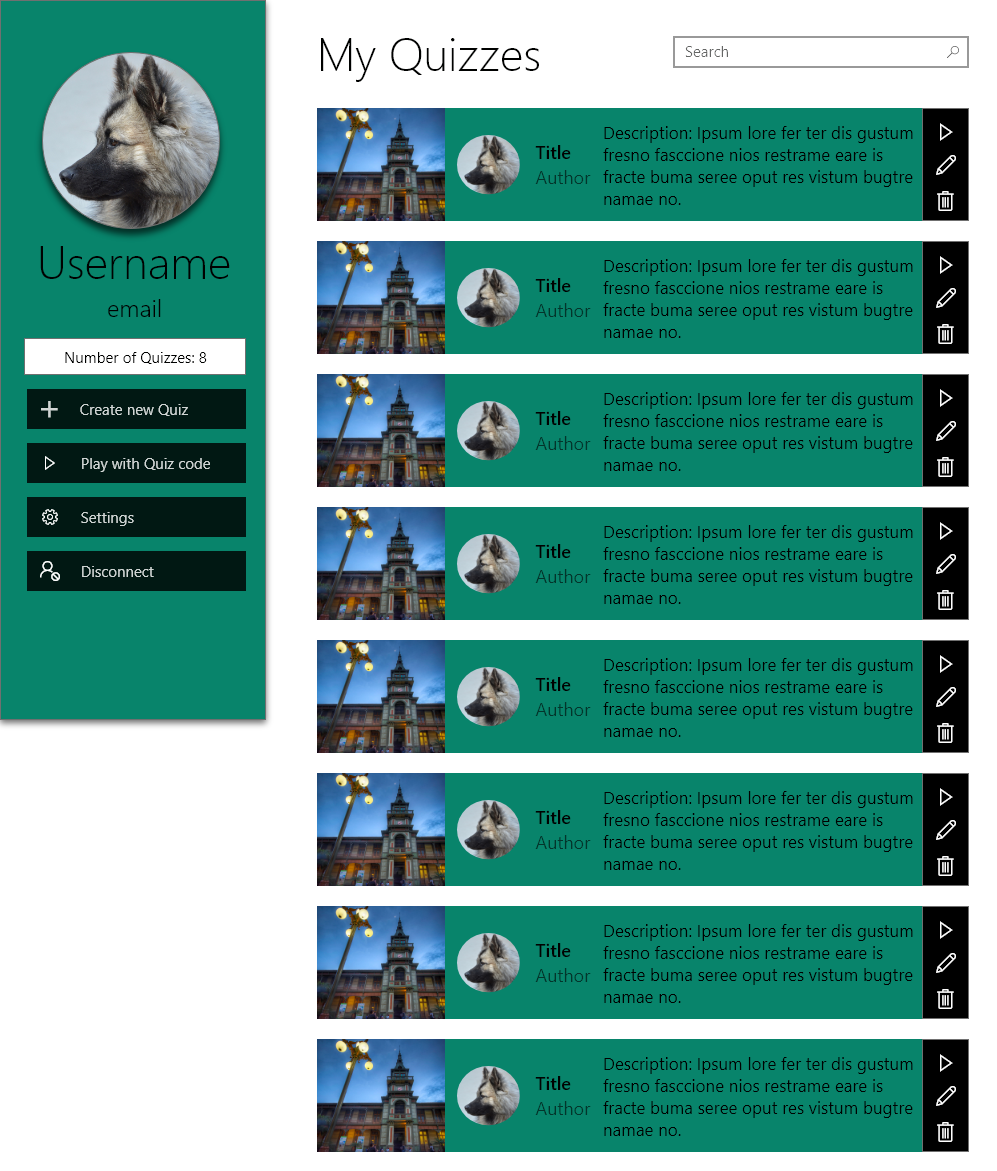 Username
email
Number of Quizzes: 8
Create new Quiz
Play with Quiz code
Settings
Disconnect
My Quizzes
Search
Title
Author
Description: Ipsum lore fer ter dis gustum
fresno fasccione nios restrame eare is
fracte buma seree oput res vistum bugtre
namae no.
Title
Author
Description: Ipsum lore fer ter dis gustum
fresno fasccione nios restrame eare is
fracte buma seree oput res vistum bugtre
namae no.
Title
Author
Description: Ipsum lore fer ter dis gustum
fresno fasccione nios restrame eare is
fracte buma seree oput res vistum bugtre
namae no.
Title
Author
Description: Ipsum lore fer ter dis gustum
fresno fasccione nios restrame eare is
fracte buma seree oput res vistum bugtre
namae no.
Title
Author
Description: Ipsum lore fer ter dis gustum
fresno fasccione nios restrame eare is
fracte buma seree oput res vistum bugtre
namae no.
Title
Author
Description: Ipsum lore fer ter dis gustum
fresno fasccione nios restrame eare is
fracte buma seree oput res vistum bugtre
namae no.
Title
Author
Description: Ipsum lore fer ter dis gustum
fresno fasccione nios restrame eare is
fracte buma seree oput res vistum bugtre
namae no.
Title
Author
Description: Ipsum lore fer ter dis gustum
fresno fasccione nios restrame eare is
fracte buma seree oput res vistum bugtre
namae no.